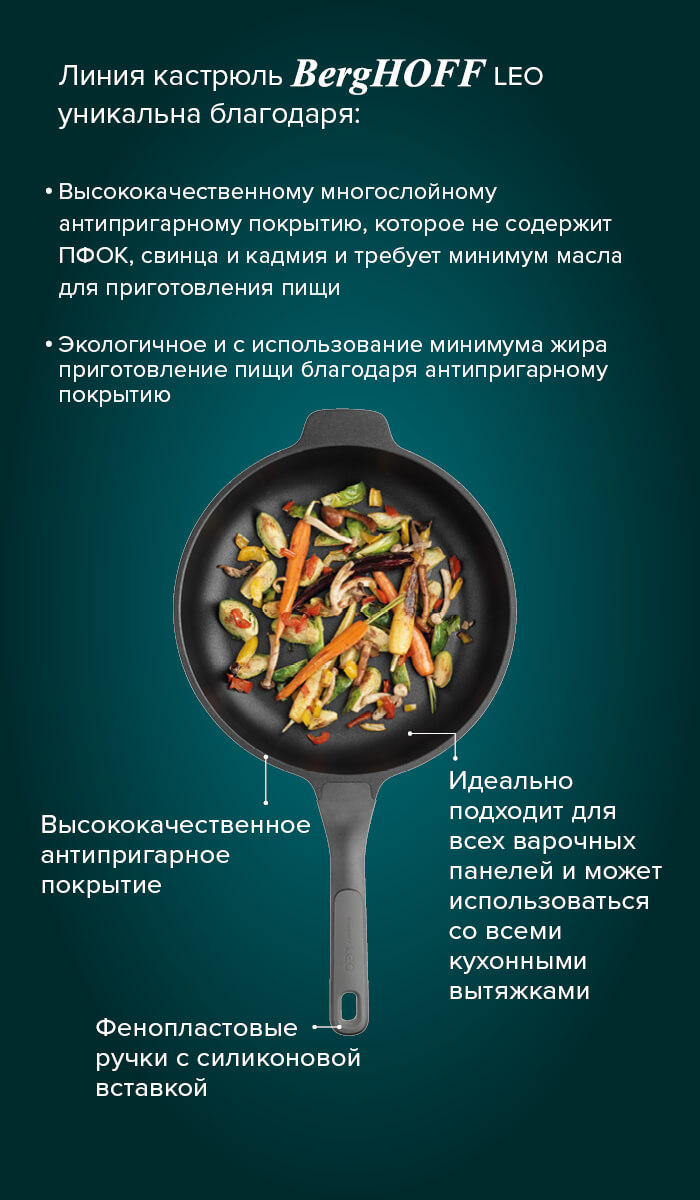 Линия кастрюль BergHOFF LEO
уникальна благодаря:
• Высококачественному многослойному
антипригарному покрытию, которое не содержит
ПФОК, свинца и кадмия и требует минимум масла
для приготовления пищи
• Экологичное и с использование минимума жира
приготовление пищи благодаря антипригарному
покрытию
Высококачественное
антипригарное
покрытие
Идеально
подходит для
всех варочных
панелей и может
использоваться
со всеми
кухонными
вытяжками
Фенопластовые
ручки с силиконовой
вставкой
LEO